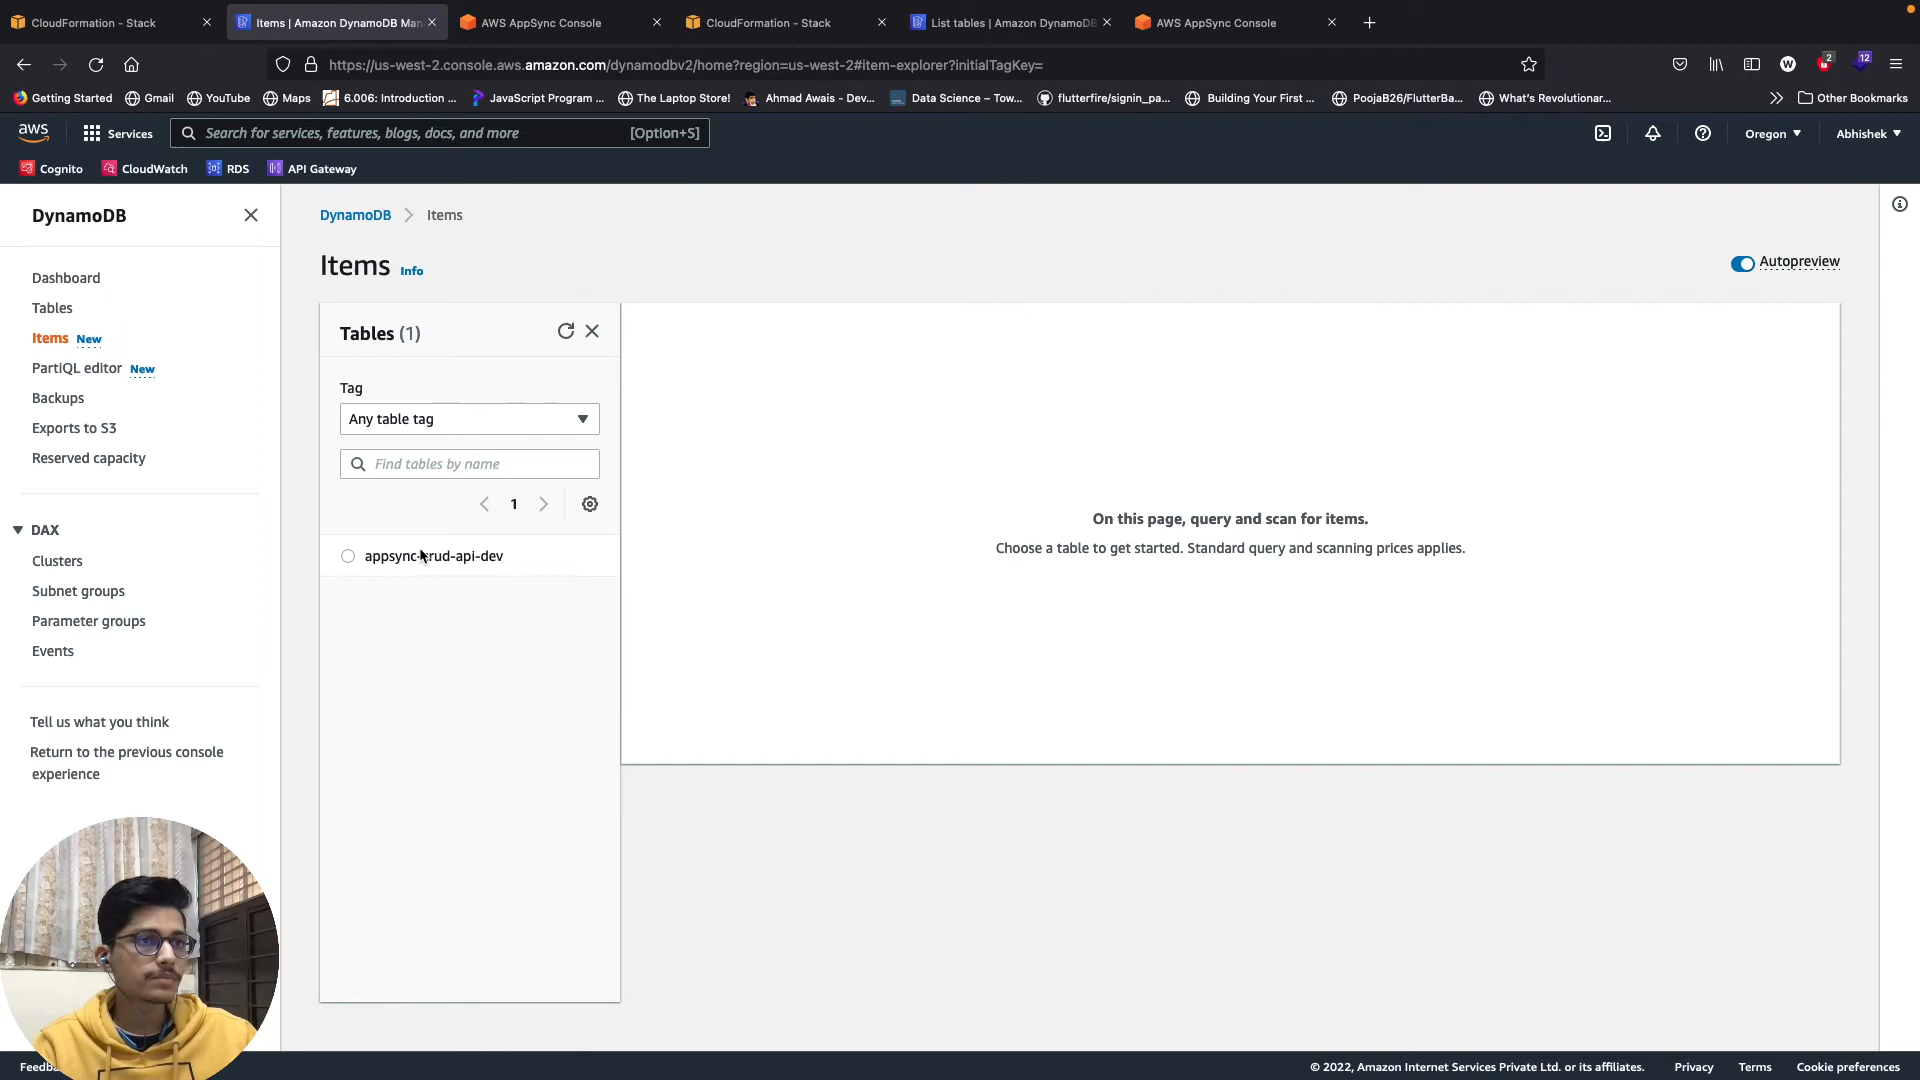 CloudFormation - Stack
Items | Amazon DynamoDB Man
AWS AppSync Console
CloudFormation - Stack
List tables | Amazon DynamoDB
AWS AppSync Console
https://us-west-2.console.aws.amazon.com/dynamodbv2/home?region=us-west-2#item-explorer?initialTagKey=
W
2
12
Getting Started
Gmail
YouTube
Maps
6.006: Introduction ...
JavaScript Program ...
The Laptop Store!
Ahmad Awais - Dev...
Data Science – Tow...
flutterfire/signin_pa...
Building Your First ...
PoojaB26/FlutterBa...
What's Revolutionar...
Other Bookmarks
aws
Services
Search for services, features, blogs, docs, and more
[Option+S]
Oregon
Abhishek
Cognito
CloudWatch
RDS
API Gateway
DynamoDB
Dashboard
Tables
Items New
PartiQL editor New
Backups
Exports to S3
Reserved capacity
DAX
Clusters
Subnet groups
Parameter groups
Events
Tell us what you think
Return to the previous console
experience
DynamoDB
Items
Items Info
Autopreview
Tables (1)
Tag
Any table tag
Find tables by name
1
appsync-crud-api-dev
On this page, query and scan for items.
Choose a table to get started. Standard query and scanning prices applies.
Feedb
© 2022, Amazon Internet Services Private Ltd. or its affiliates.
Privacy
Terms
Cookie preferences